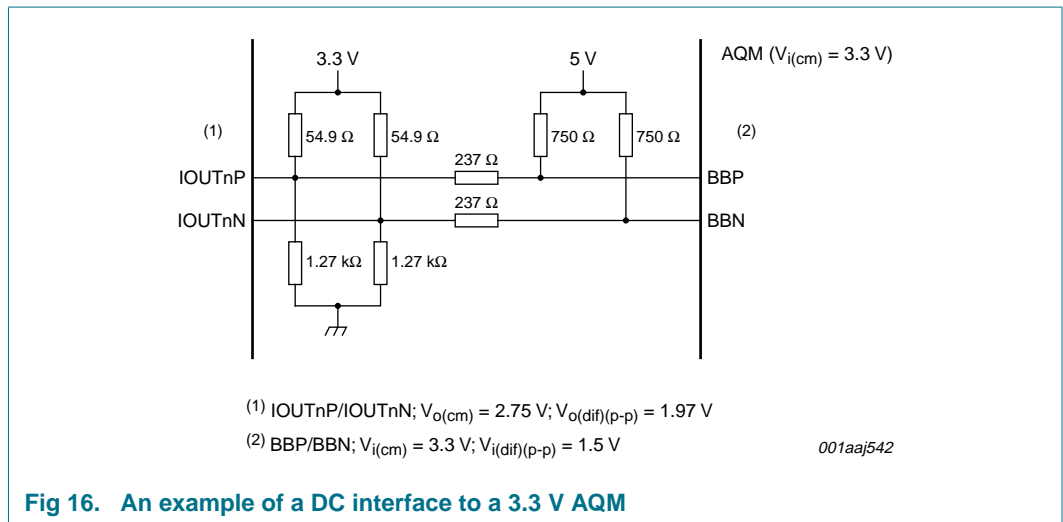 3.3 V
5 V
AQM (Vi(cm) = 3.3 V)
(1)
54.9 Ω
54.9 Ω
750 Ω
750 Ω
(2)
237 Ω
IOUTnP
BBP
237 Ω
IOUTnN
BBN
1.27 kΩ
1.27 kΩ
(1) IOUTnP/IOUTnN; Vo(cm) = 2.75 V; Vo(dif)(p-p) = 1.97 V
(2) BBP/BBN; Vi(cm) = 3.3 V; Vi(dif)(p-p) = 1.5 V
001aaj542
Fig 16. An example of a DC interface to a 3.3 V AQM